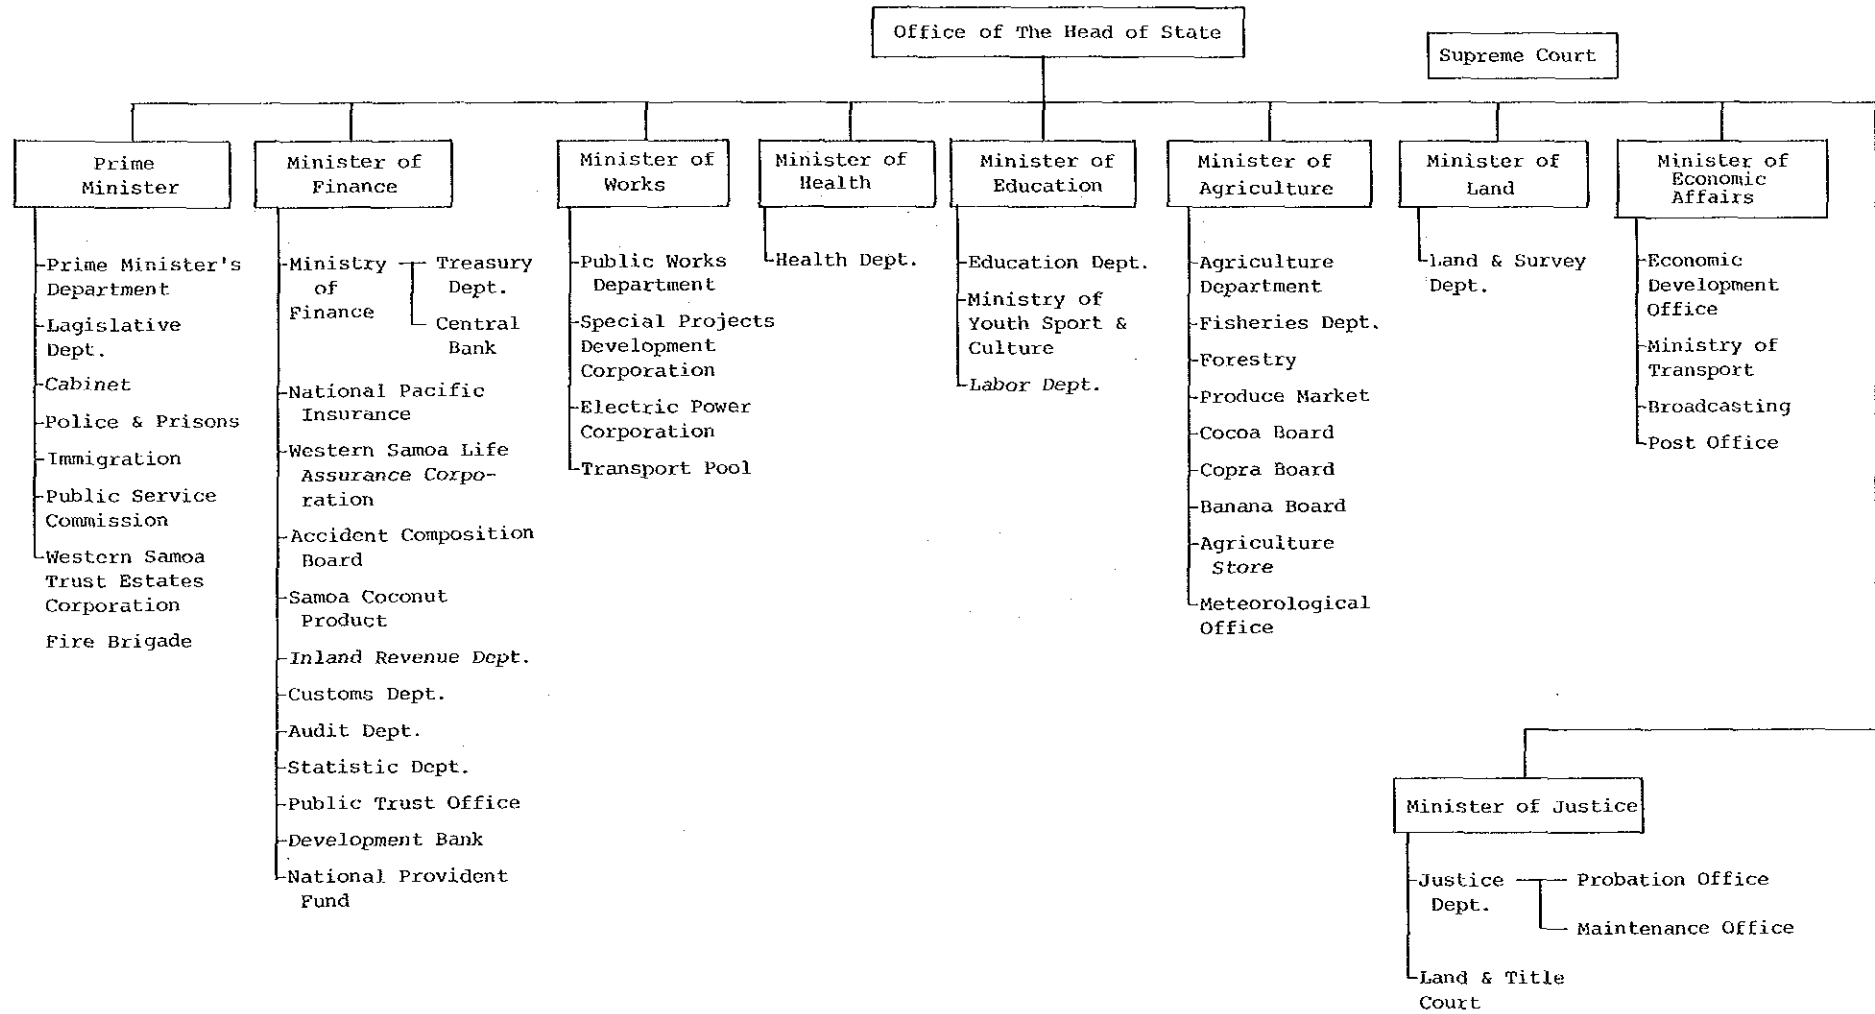 Office of The Head of State
Supreme Court
Prime
Minister
Prime Minister's
Department
Lagislative
Dept.
Cabinet
Police & Prisons
Immigration
Public Service
Commission
Western Samoa
Trust Estates
Corporation
Fire Brigade
Minister of
Finance
Ministry
of
Finance
Treasury
Dept.
Central
Bank
National Pacific
Insurance
Western Samoa Life
Assurance Corpo-
ration
Accident Composition
Board
Samoa Coconut
Product
Inland Revenue Dept.
Customs Dept.
Audit Dept.
Statistic Dept.
Public Trust Office
Development Bank
National Provident
Fund
Minister of
Works
Public Works
Department
Special Projects
Development
Corporation
Electric Power
Corporation
Transport Pool
Minister of
Health
Health Dept.
Minister of
Education
Education Dept.
Ministry of
Youth Sport &
Culture
Labor Dept.
Minister of
Agriculture
Agriculture
Department
Fisheries Dept.
Forestry
Produce Market
Cocoa Board
Copra Board
Banana Board
Agriculture
Store
Meteorological
Office
Minister of
Land
Land & Survey
Dept.
Minister of
Economic
Affairs
Economic
Development
Office
Ministry of
Transport
Broadcasting
Post Office
Minister of Justice
Justice
Dept.
Probation Office
Maintenance Office
Land & Title
Court